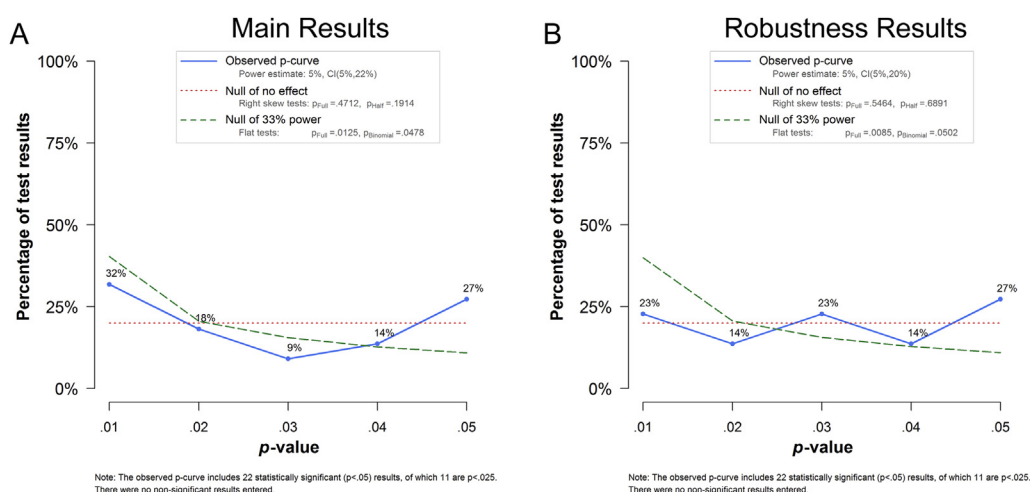 A
Main Results
100%
75%
50%
25%
0%
Percentage of test results
Observed p-curve
Power estimate: 5%, CI(5%,22%)
Null of no effect
Right skew tests: pFull =.4712, pHalf =.1914
Null of 33% power
Flat tests: pFull =.0125, pBinomial =.0478
32%
18%
9%
14%
27%
.01 .02 .03 .04 .05
p-value
Note: The observed p-curve includes 22 statistically significant (p<.05) results, of which 11 are p<.025.
There were no non-significant results entered.
B
Robustness Results
100%
75%
50%
25%
0%
Percentage of test results
Observed p-curve
Power estimate: 5%, CI(5%,20%)
Null of no effect
Right skew tests: pFull =.5464, pHalf =.6891
Null of 33% power
Flat tests: pFull =.0085, pBinomial =.0502
23%
14%
23%
14%
27%
.01 .02 .03 .04 .05
p-value
Note: The observed p-curve includes 22 statistically significant (p<.05) results, of which 11 are p<.025.
There were no non-significant results entered.